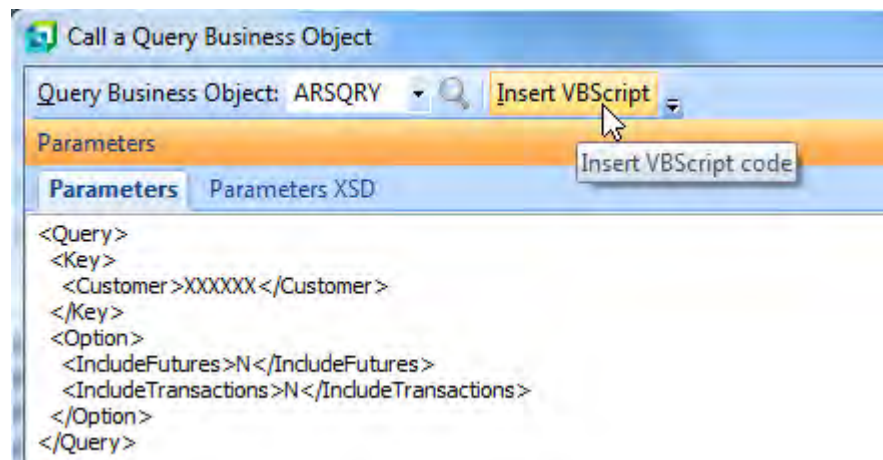 Call a Query Business Object
Query Business Object: ARSQRY Insert VBScript
Parameters
Insert VBScript code
Parameters Parameters XSD
<Query>
<Key>
<Customer>XXXXXX</Customer>
</Key>
<Option>
<IncludeFutures>N</IncludeFutures>
<IncludeTransactions>N</IncludeTransactions>
</Option>
</Query>